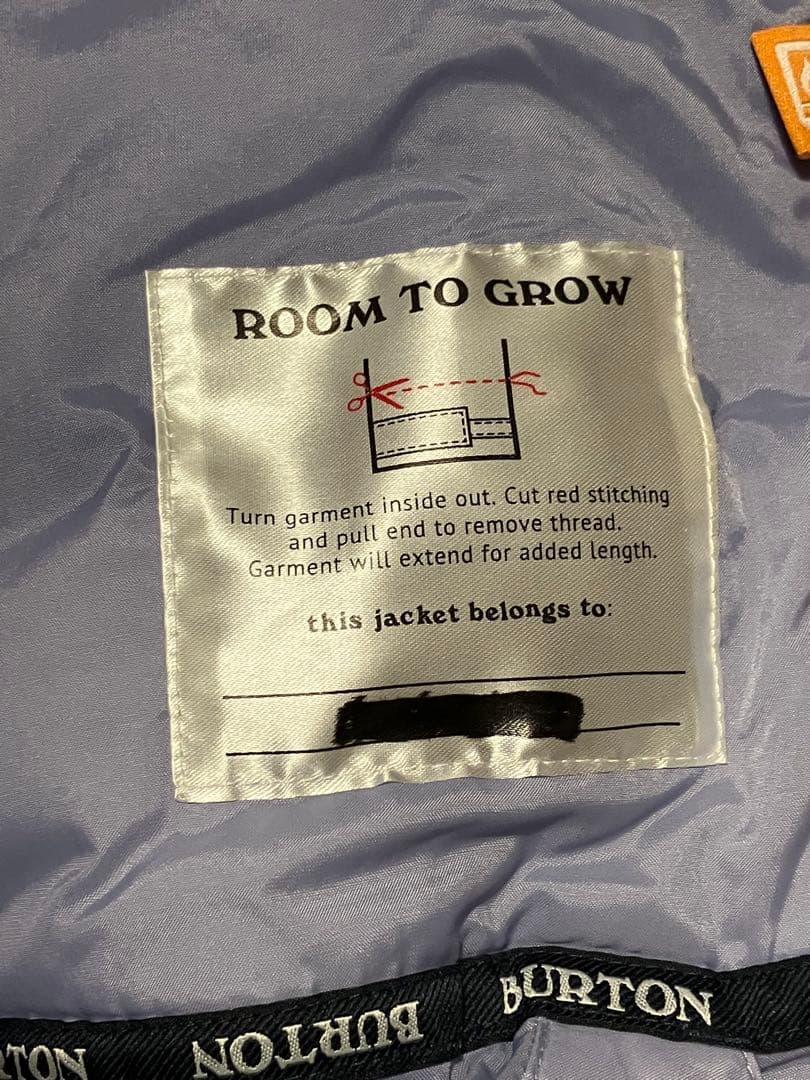 ROOM TO GROW
Turn garment inside out. Cut red stitching
and pull end to remove thread.
Garment will extend for added length.
this jacket belongs to:
BURTON
BURTON
TON